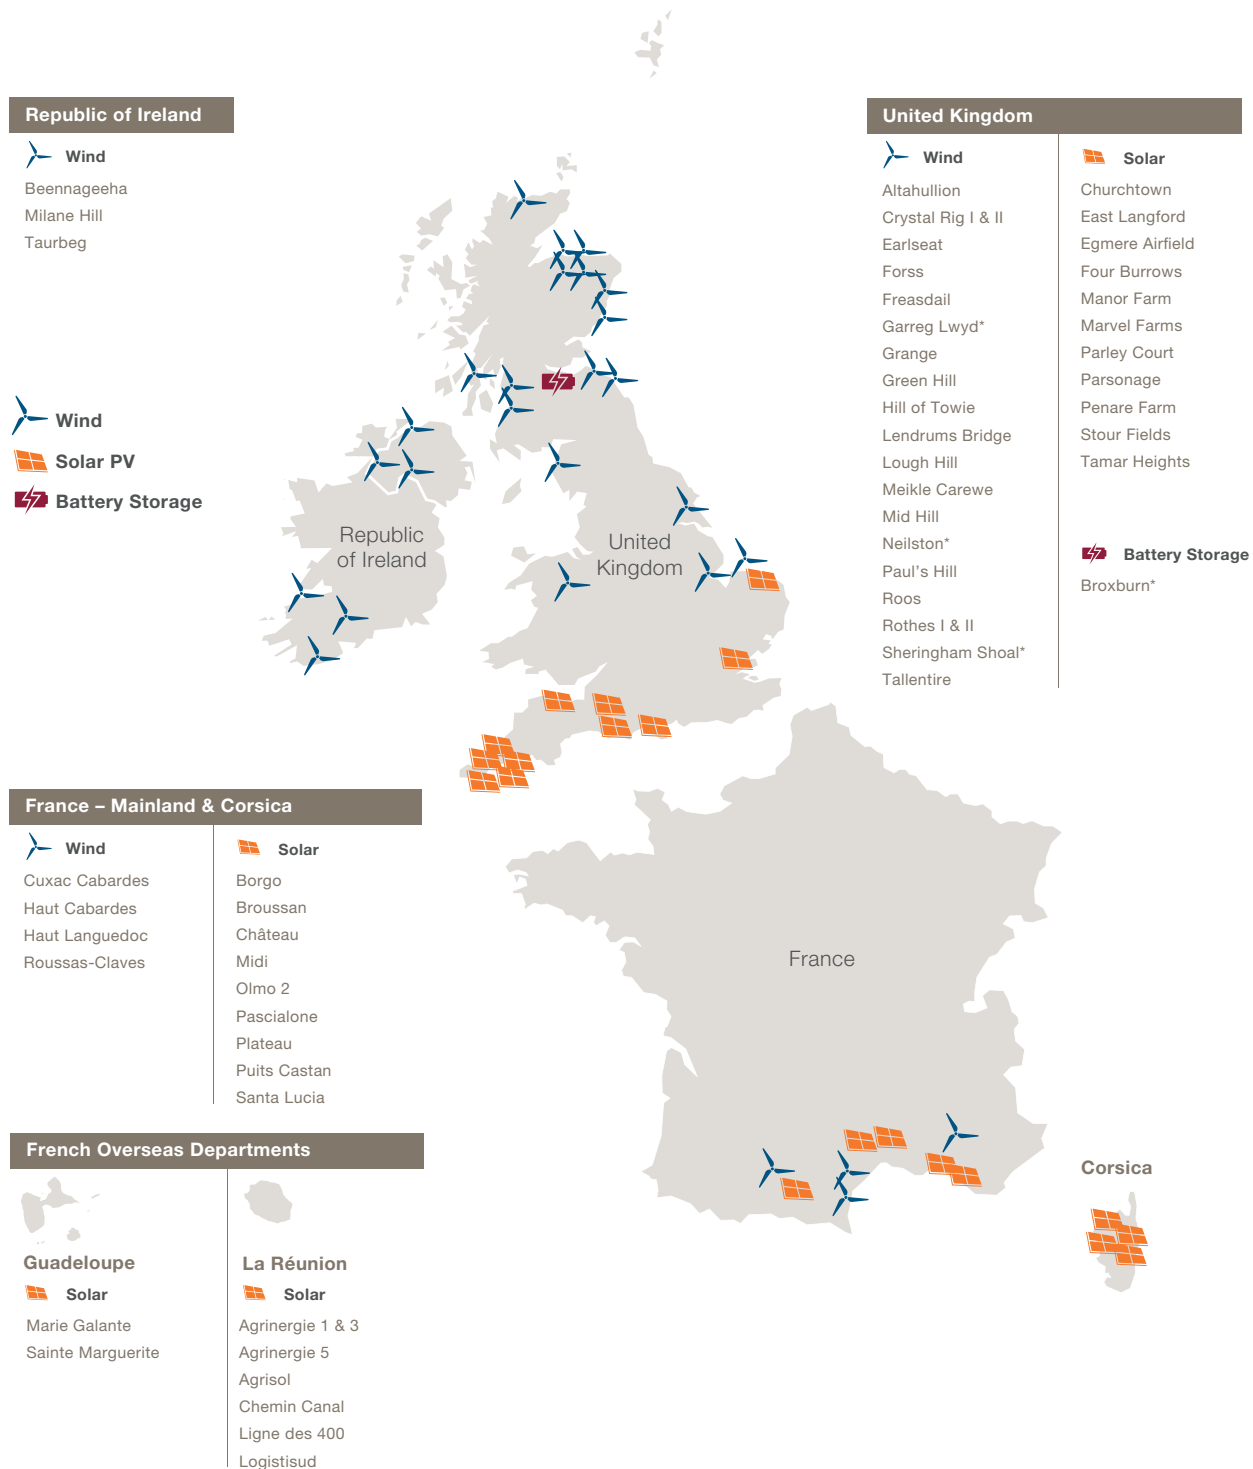 Republic of Ireland
Wind
Beennageeha
Milane Hill
Taurbeg
Wind
Solar PV
Battery Storage
United Kingdom
Wind
Altahullion
Crystal Rig I & II
Earlseat
Forss
Freasdail
Garreg Lwyd*
Grange
Green Hill
Hill of Towie
Lendrums Bridge
Lough Hill
Meikle Carewe
Mid Hill
Neilston*
Paul's Hill
Roos
Rothes I & II
Sheringham Shoal*
Tallentire
Solar
Churchtown
East Langford
Egmere Airfield
Four Burrows
Manor Farm
Marvel Farms
Parley Court
Parsonage
Penare Farm
Stour Fields
Tamar Heights
Battery Storage
Broxburn*
Republic
of Ireland
United
Kingdom
France
Corsica
France – Mainland & Corsica
Wind
Cuxac Cabardes
Haut Cabardes
Haut Languedoc
Roussas-Claves
Solar
Borgo
Broussan
Château
Midi
Olmo 2
Pascialone
Plateau
Puits Castan
Santa Lucia
French Overseas Departments
Guadeloupe
Solar
Marie Galante
Sainte Marguerite
La Réunion
Solar
Agrinergie 1 & 3
Agrinergie 5
Agrisol
Chemin Canal
Ligne des 400
Logistisud